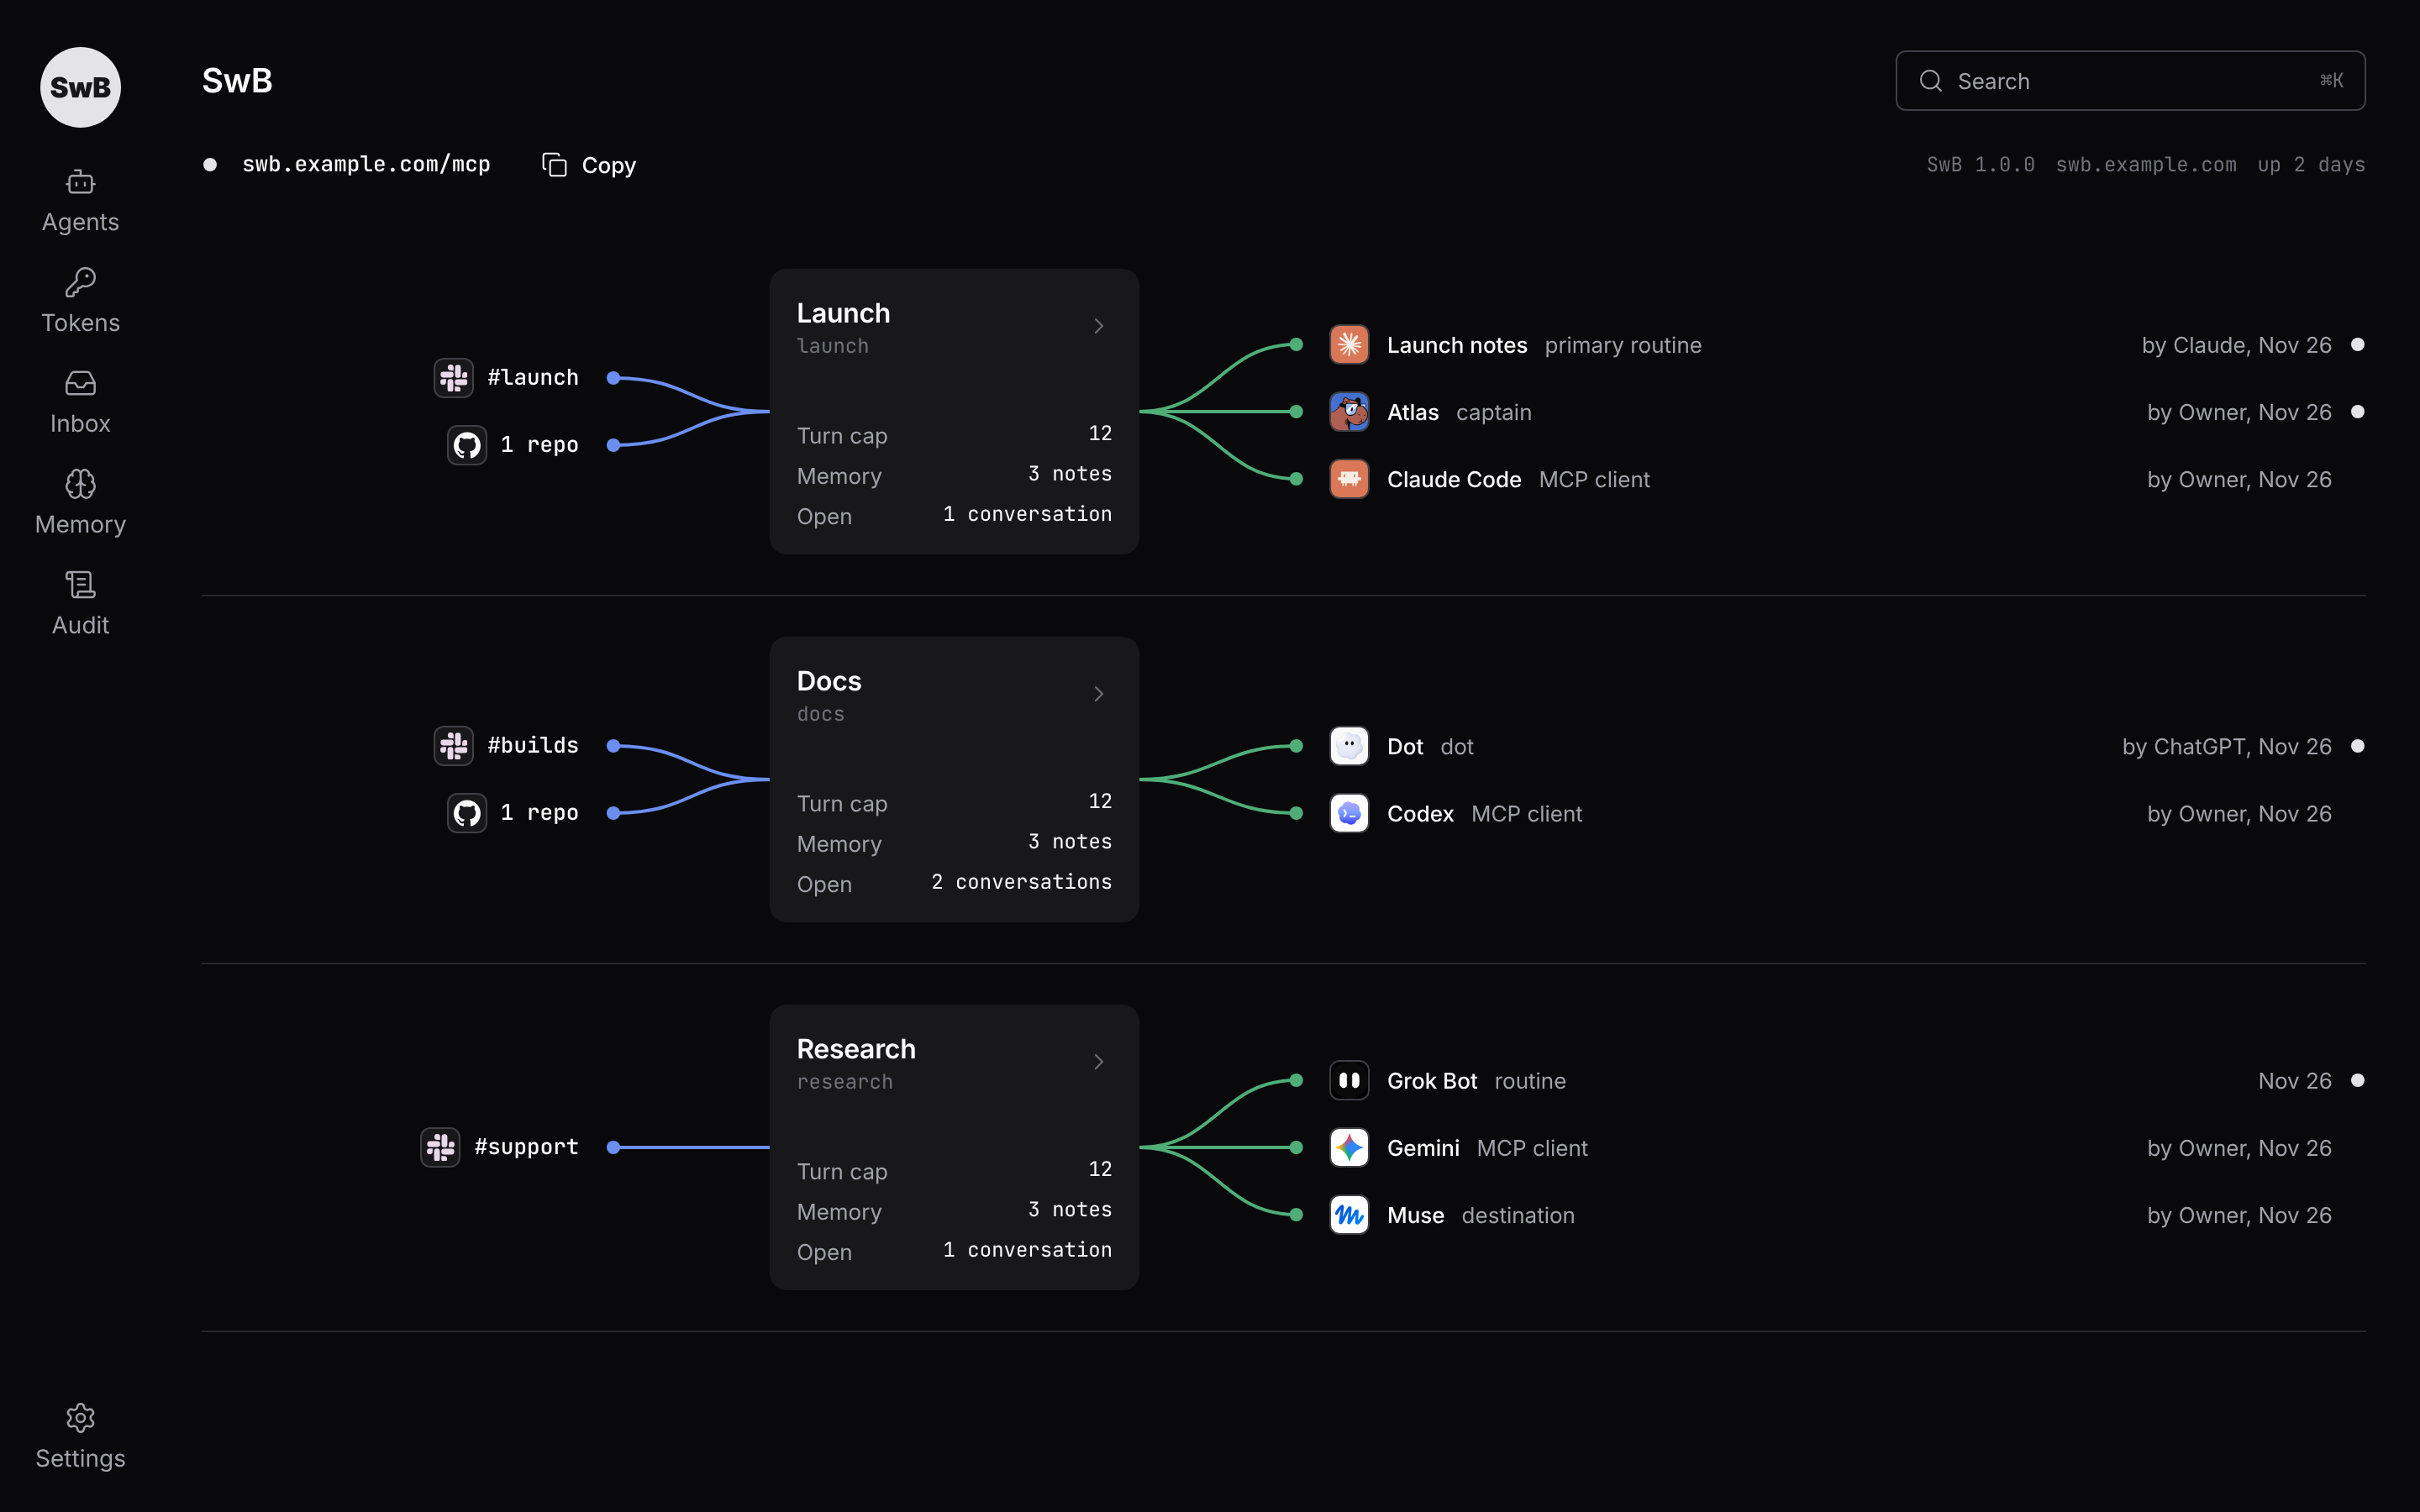 SwB
SwB
Search ⌘K
swb.example.com/mcp Copy
SwB 1.0.0 swb.example.com up 2 days
Agents
Tokens
Inbox
Memory
Audit
Settings
#launch
1 repo
Launch
launch
Turn cap 12
Memory 3 notes
Open 1 conversation
Launch notes primary routine by Claude, Nov 26
Atlas captain by Owner, Nov 26
Claude Code MCP client by Owner, Nov 26
#builds
1 repo
Docs
docs
Turn cap 12
Memory 3 notes
Open 2 conversations
Dot dot by ChatGPT, Nov 26
Codex MCP client by Owner, Nov 26
#support
Research
research
Turn cap 12
Memory 3 notes
Open 1 conversation
Grok Bot routine Nov 26
Gemini MCP client by Owner, Nov 26
Muse destination by Owner, Nov 26